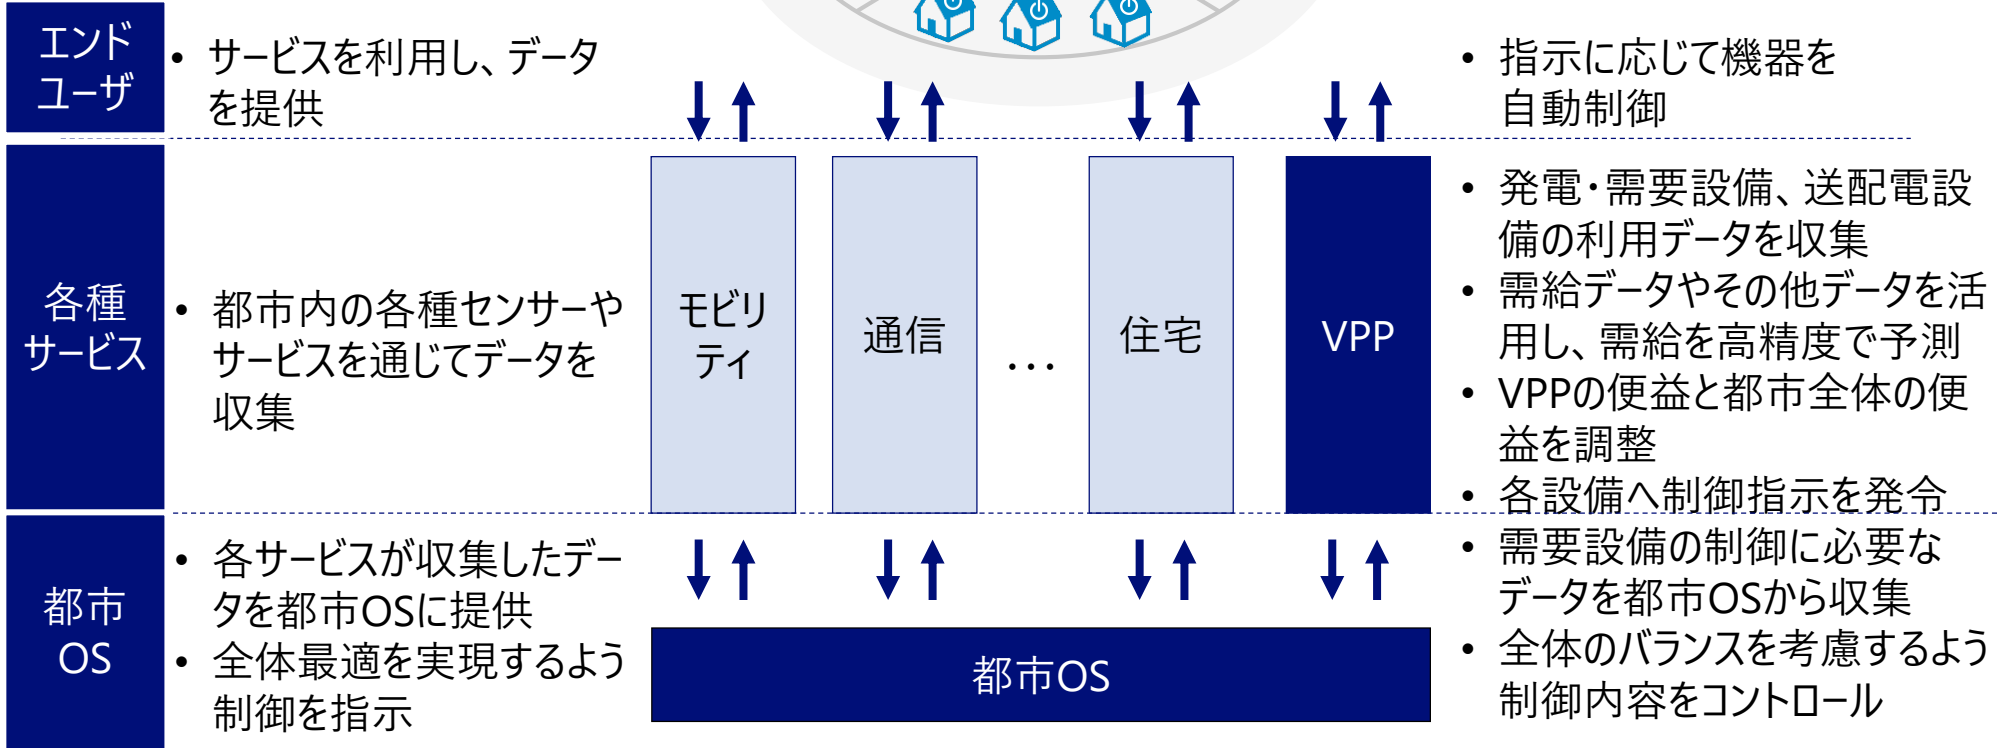 エンド
ユーザ
• サービスを利用し、データ
を提供
• 指示に応じて機器を
自動制御
各種
サービス
• 都市内の各種センサーや
サービスを通じてデータを
収集
モビリ
ティ
通信
…
住宅
VPP
• 発電・需要設備、送配電設
備の利用データを収集
• 需給データやその他データを活
用し、需給を高精度で予測
• VPPの便益と都市全体の便
益を調整
• 各設備へ制御指示を発令
都市
OS
• 各サービスが収集したデー
タを都市OSに提供
• 全体最適を実現するよう
制御を指示
都市OS
• 需要設備の制御に必要な
データを都市OSから収集
• 全体のバランスを考慮するよう
制御内容をコントロール